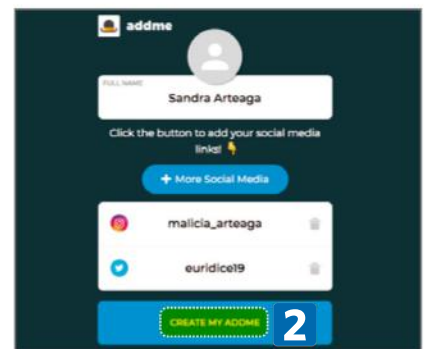 addme
FULL NAME
Sandra Arteaga
Click the button to add your social media
links! 👇
+ More Social Media
malicia_arteaga
euridice19
CREATE MY ADDME
2